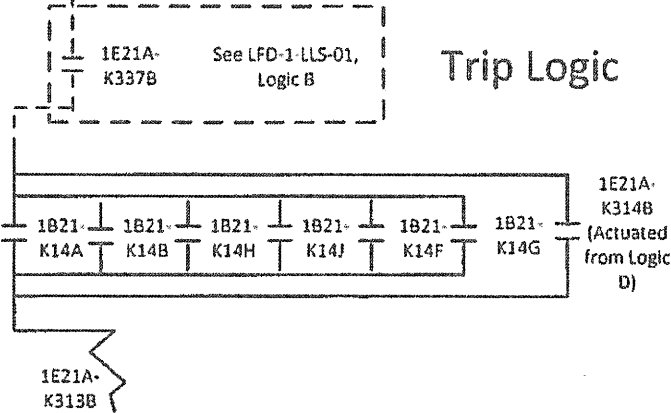 1E21A-
K337B
See LFD-1-LLS-01,
Logic B
Trip Logic
1B21-
K14A
1B21-
K14B
1B21-
K14H
1B21-
K14J
1B21-
K14F
1B21-
K14G
1E21A-
K314B
(Actuated
from Logic
D)
1E21A-
K313B